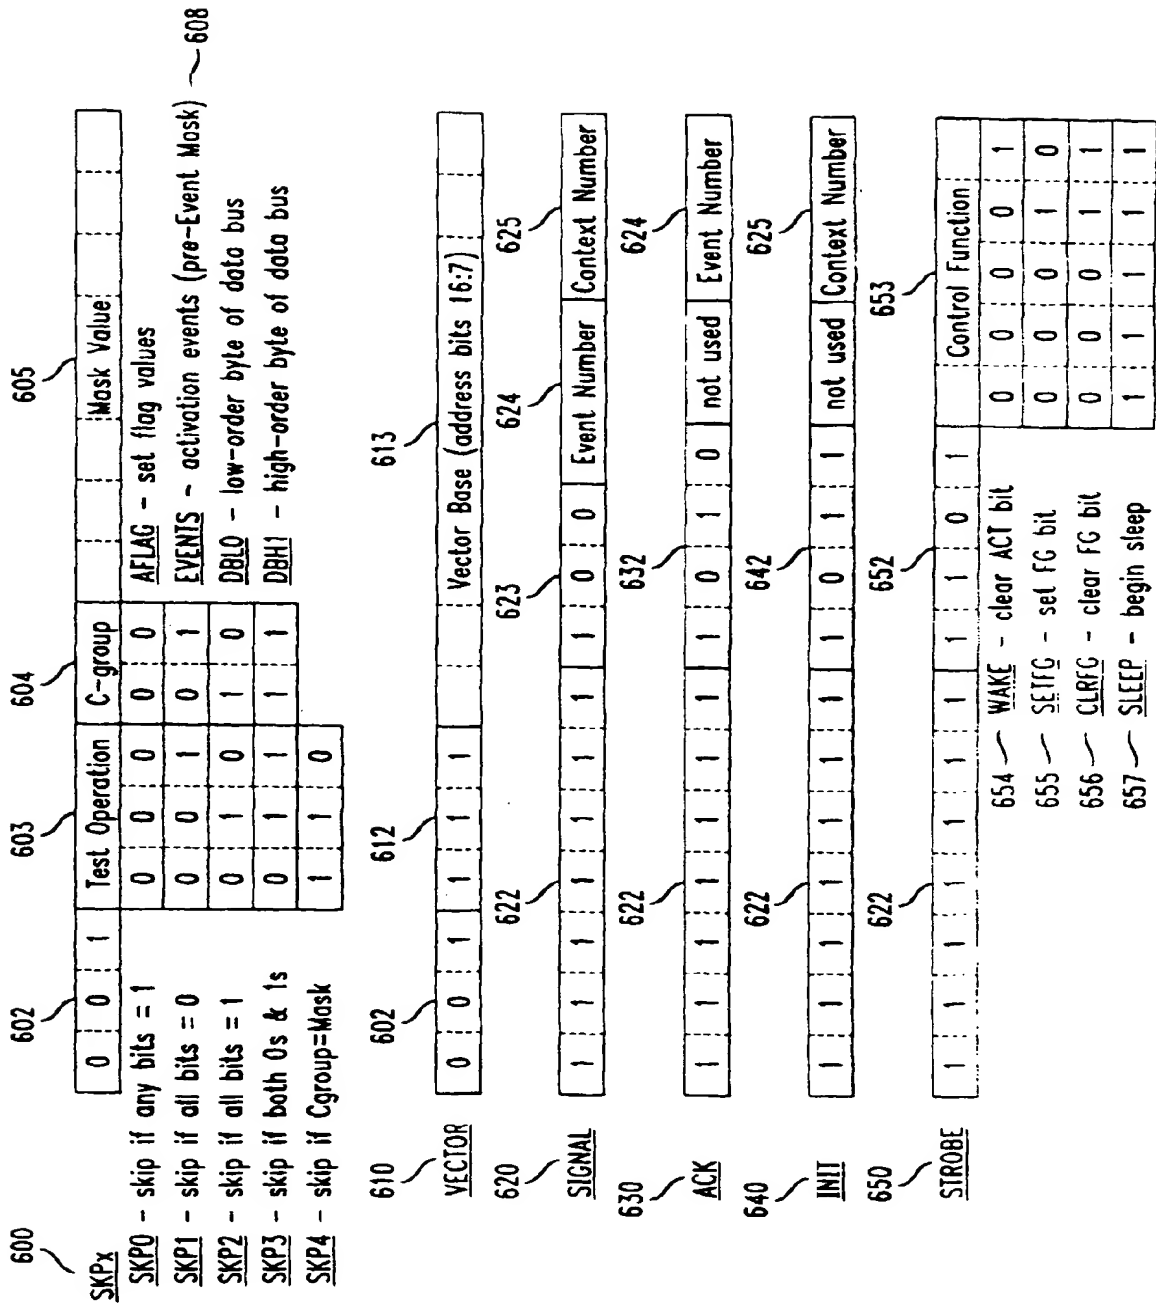 600 602 603 604 605
SKPx 0 0 1 Test Operation C-group Mask Value
SKP0 - skip if any bits = 1 0 0 0 0 0 AFLAG - set flag values
SKP1 - skip if all bits = 0 0 0 1 0 1 EVENTS - activation events (pre-Event Mask) 608
SKP2 - skip if all bits = 1 0 1 0 1 0 DBLO - low-order byte of data bus
SKP3 - skip if both 0s & 1s 0 1 1 1 1 DBH1 - high-order byte of data bus
SKP4 - skip if Cgroup=Mask 1 1 0
610 602 612 613
VECTOR 0 0 1 1 1 1 Vector Base (address bits 16:7)
620 622 623 624 625
SIGNAL 1 1 1 1 1 1 1 1 0 0 Event Number Context Number
630 622 632 624
ACK 1 1 1 1 1 1 1 1 0 1 0 not used Event Number
640 622 642 625
INIT 1 1 1 1 1 1 1 1 0 1 1 not used Context Number
650 622 652 653
STROBE 1 1 1 1 1 1 1 1 1 0 1 Control Function
654 WAKE - clear ACT bit 0 0 0 0 1
655 SETFG - set FG bit 0 0 0 1 0
656 CLRFG - clear FG bit 0 0 0 1 1
657 SLEEP - begin sleep 1 1 1 1 1